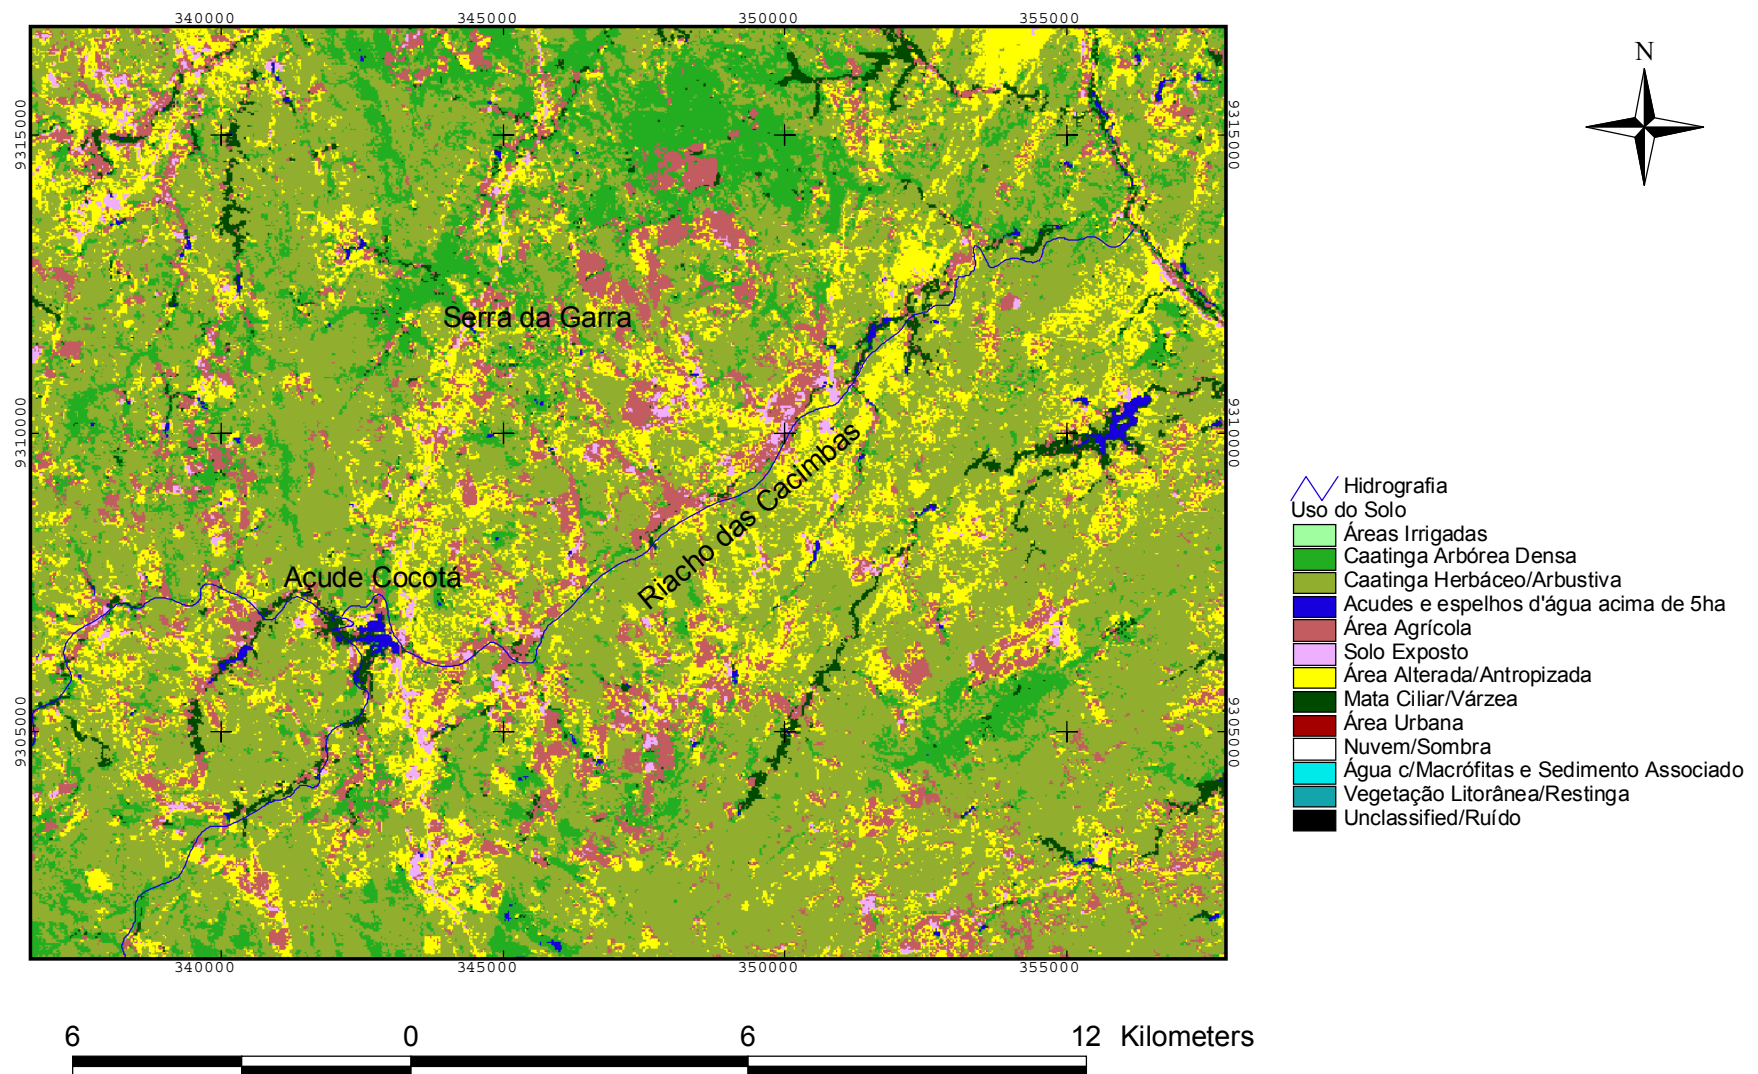 340000 345000 350000 355000
N
9315000 9315000
Serra da Garra
9310000 9310000
Riacho das Cacimbas
Hidrografia
Uso do Solo
Áreas Irrigadas
Caatinga Arbórea Densa
Açude Cocotá
Caatinga Herbáceo/Arbustiva
Acudes e espelhos d'água acima de 5ha
Área Agrícola
Solo Exposto
Área Alterada/Antropizada
Mata Ciliar/Várzea
9305000 9305000
Área Urbana
Nuvem/Sombra
Água c/Macrófitas e Sedimento Associado
Vegetação Litorânea/Restinga
Unclassified/Ruído
340000 345000 350000 355000
6 0 6 12 Kilometers